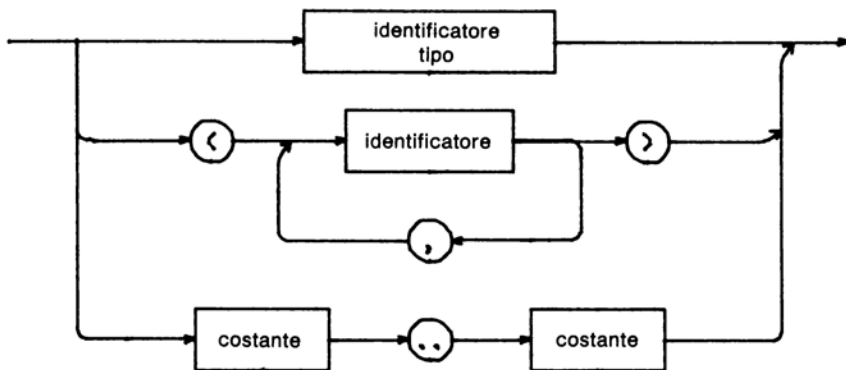 identificatore
tipo
( identificatore )
,
costante .. costante